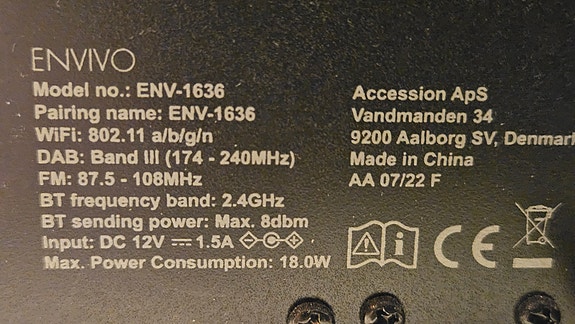 ENVIVO
Model no.: ENV-1636
Pairing name: ENV-1636
WiFi: 802.11 a/b/g/n
DAB: Band III (174 - 240MHz)
FM: 87.5 - 108MHz
BT frequency band: 2.4GHz
BT sending power: Max. 8dbm
Input: DC 12V ⎓ 1.5A
Max. Power Consumption: 18.0W
Accession ApS
Vandmanden 34
9200 Aalborg SV, Denmark
Made in China
AA 07/22 F
CE